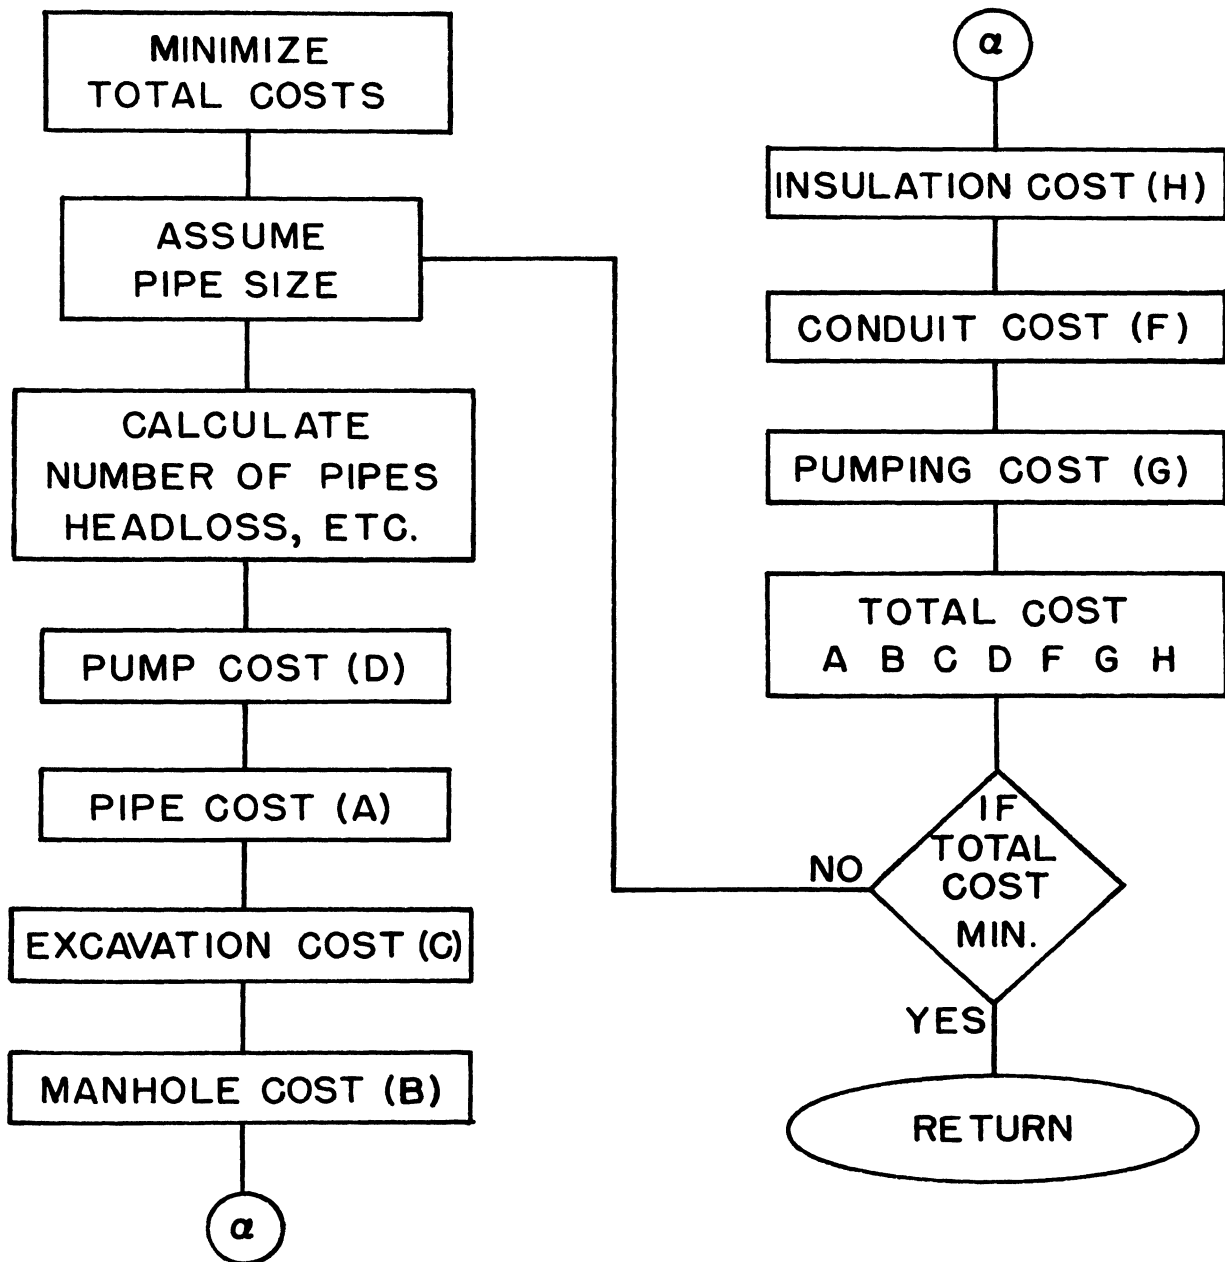 MINIMIZE
TOTAL COSTS
ASSUME
PIPE SIZE
CALCULATE
NUMBER OF PIPES
HEADLOSS, ETC.
PUMP COST (D)
PIPE COST (A)
EXCAVATION COST (C)
MANHOLE COST (B)
α
α
INSULATION COST (H)
CONDUIT COST (F)
PUMPING COST (G)
TOTAL COST
A B C D F G H
IF
TOTAL
COST
MIN.
NO
YES
RETURN